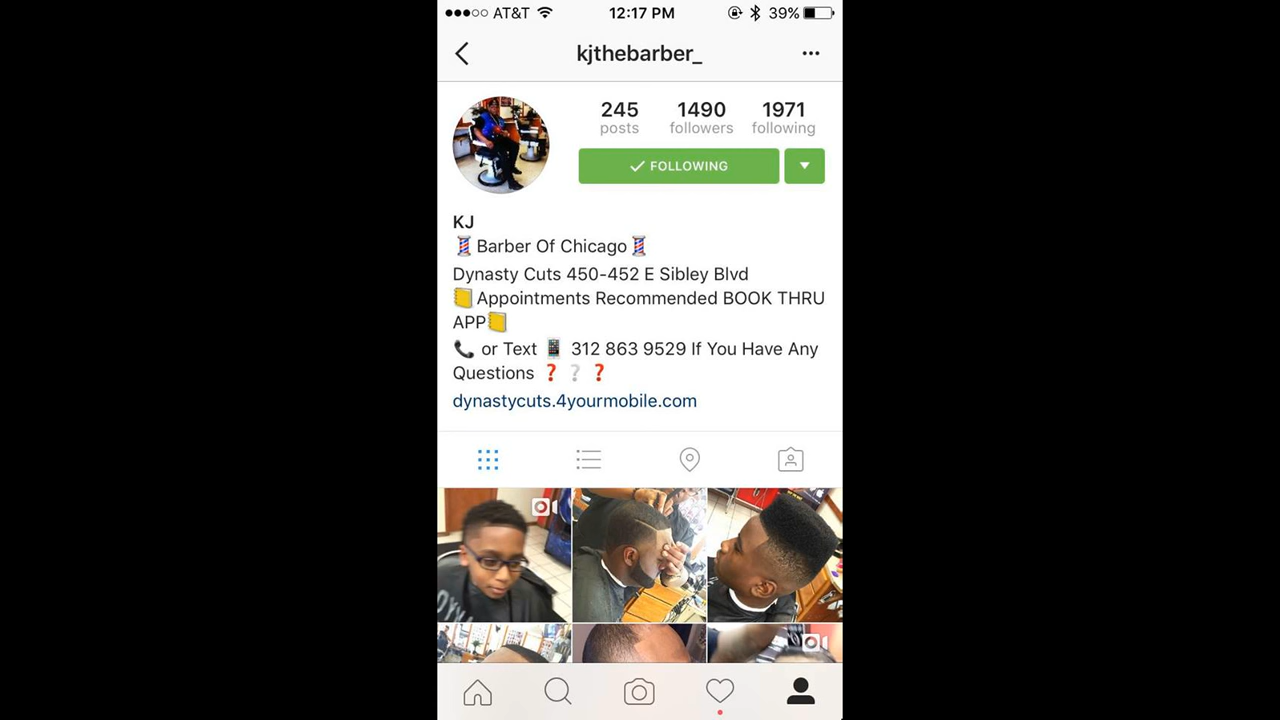 ●●●○○ AT&T 12:17 PM 39%
kjthebarber_
245 1490 1971
posts followers following
✓ FOLLOWING ▼
KJ
💈Barber Of Chicago💈
Dynasty Cuts 450-452 E Sibley Blvd
📒Appointments Recommended BOOK THRU
APP📒
📞 or Text 📱 312 863 9529 If You Have Any
Questions ❓❔❓
dynastycuts.4yourmobile.com